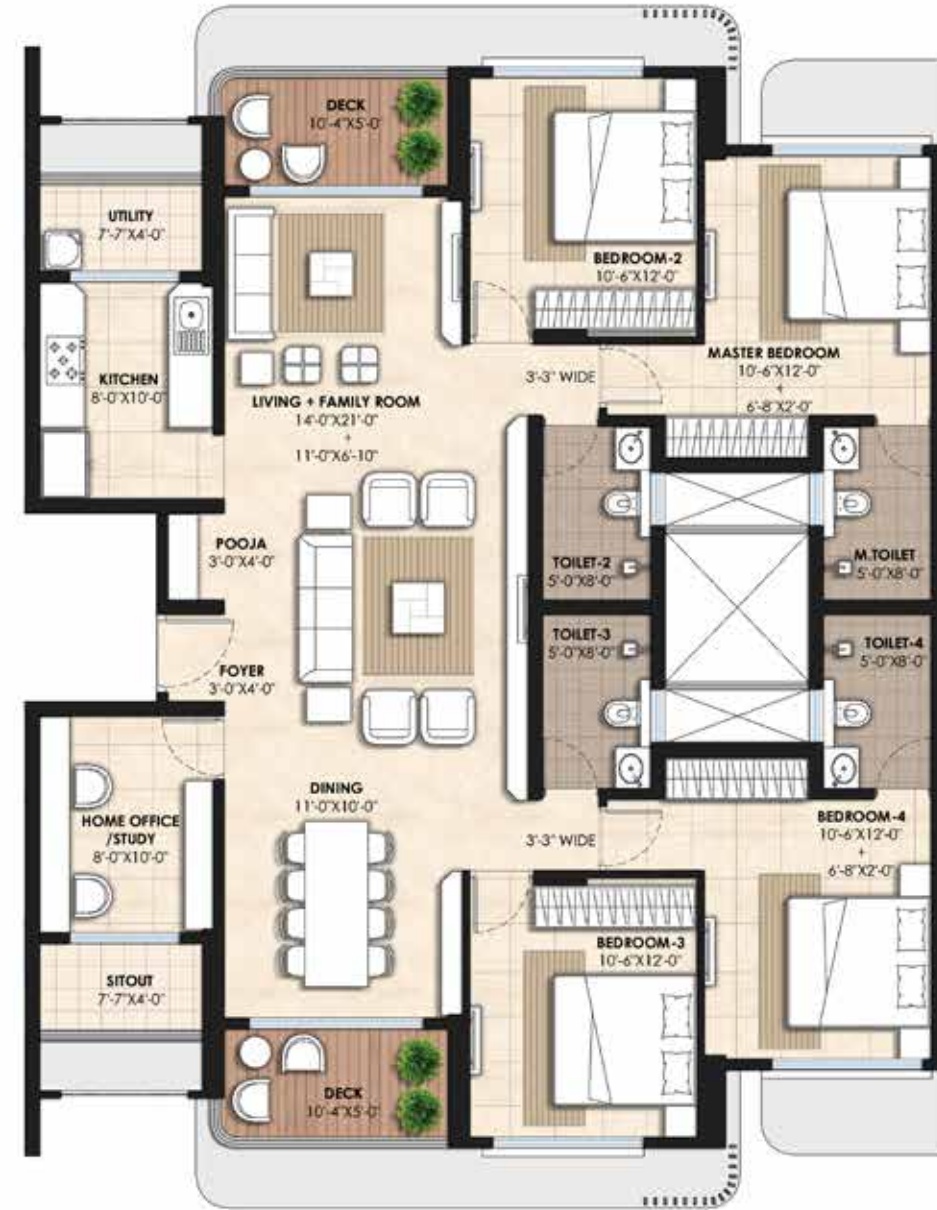 DECK
10'-4"X5'-0"
UTILITY
7'-7"X4'-0"
BEDROOM-2
10'-6"X12'-0"
KITCHEN
8'-0"X10'-0"
LIVING + FAMILY ROOM
14'-0"X21'-0"
+
11'-0"X6'-10"
3'-3" WIDE
MASTER BEDROOM
10'-6"X12'-0"
+
6'-8"X2'-0"
POOJA
3'-0"X4'-0"
TOILET-2
5'-0"X8'-0"
M.TOILET
5'-0"X8'-0"
FOYER
3'-0"X4'-0"
TOILET-3
5'-0"X8'-0"
TOILET-4
5'-0"X8'-0"
HOME OFFICE
/STUDY
8'-0"X10'-0"
DINING
11'-0"X10'-0"
3'-3" WIDE
BEDROOM-4
10'-6"X12'-0"
+
6'-8"X2'-0"
BEDROOM-3
10'-6"X12'-0"
SITOUT
7'-7"X4'-0"
DECK
10'-4"X5'-0"